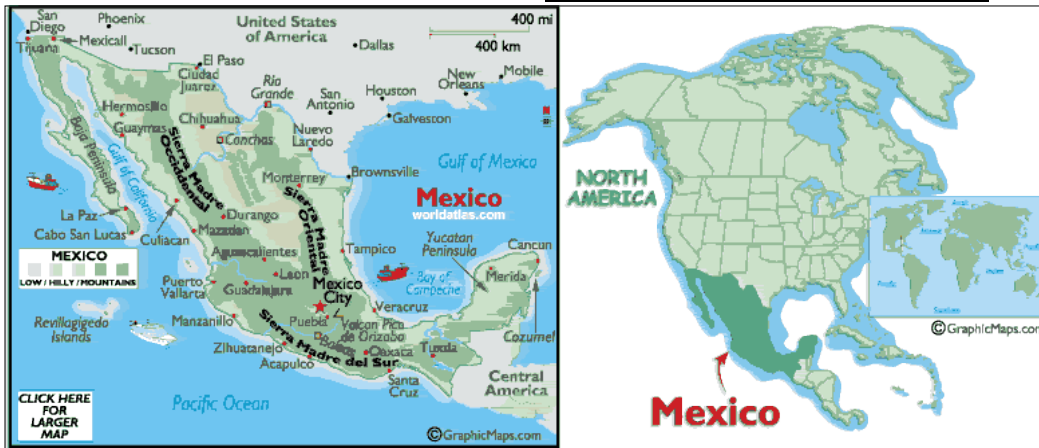 San
Diego
Phoenix
United States
of America
400 mi
400 km
Tijuana
Mexicali
Tucson
El Paso
Dallas
Ciudad
Juarez
Rio
Grande
New
Orleans
Mobile
San
Antonio
Houston
Galveston
Hermosillo
Guaymas
Chihuahua
Conchas
Nuevo
Laredo
Baja Peninsula
Gulf of California
Sierra Madre
Occidental
Monterrey
Brownsville
Gulf of Mexico
Mexico
worldatlas.com
Sierra Madre
Oriental
La Paz
Cabo San Lucas
Culiacan
Durango
Mazatlan
Aguascalientes
Tampico
Yucatan
Peninsula
Cancun
MEXICO
LOW / HILLY / MOUNTAINS
Leon
Mexico
City
Bay of
Campeche
Merida
Puerto
Vallarta
Guadalajara
Veracruz
Revillagigedo
Islands
Manzanillo
Puebla
Volcan Pico
de Orizaba
Balsas
Cozumel
Zihuatanejo
Sierra Madre del Sur
Oaxaca
Tuxtla
Acapulco
Santa
Cruz
Central
America
CLICK HERE
FOR
LARGER
MAP
Pacific Ocean
©GraphicMaps.com
NORTH
AMERICA
Pacific
Indian
©GraphicMaps.com
Mexico